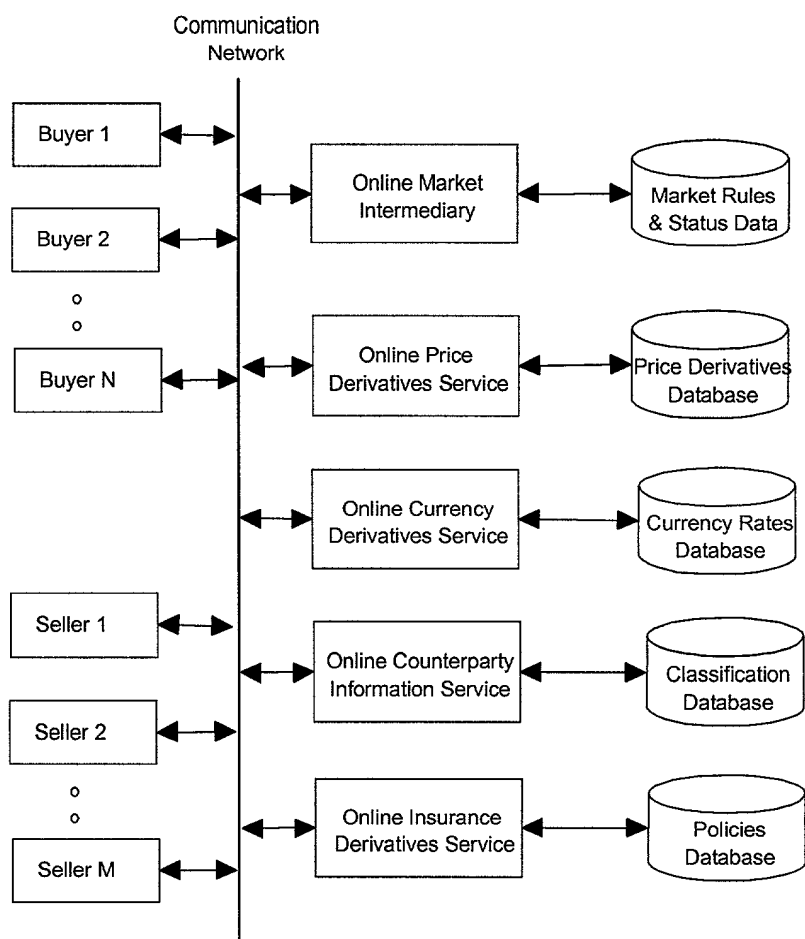 Communication
Network
Buyer 1
Buyer 2
Buyer N
Seller 1
Seller 2
Seller M
Online Market
Intermediary
Market Rules
& Status Data
Online Price
Derivatives Service
Price Derivatives
Database
Online Currency
Derivatives Service
Currency Rates
Database
Online Counterparty
Information Service
Classification
Database
Online Insurance
Derivatives Service
Policies
Database